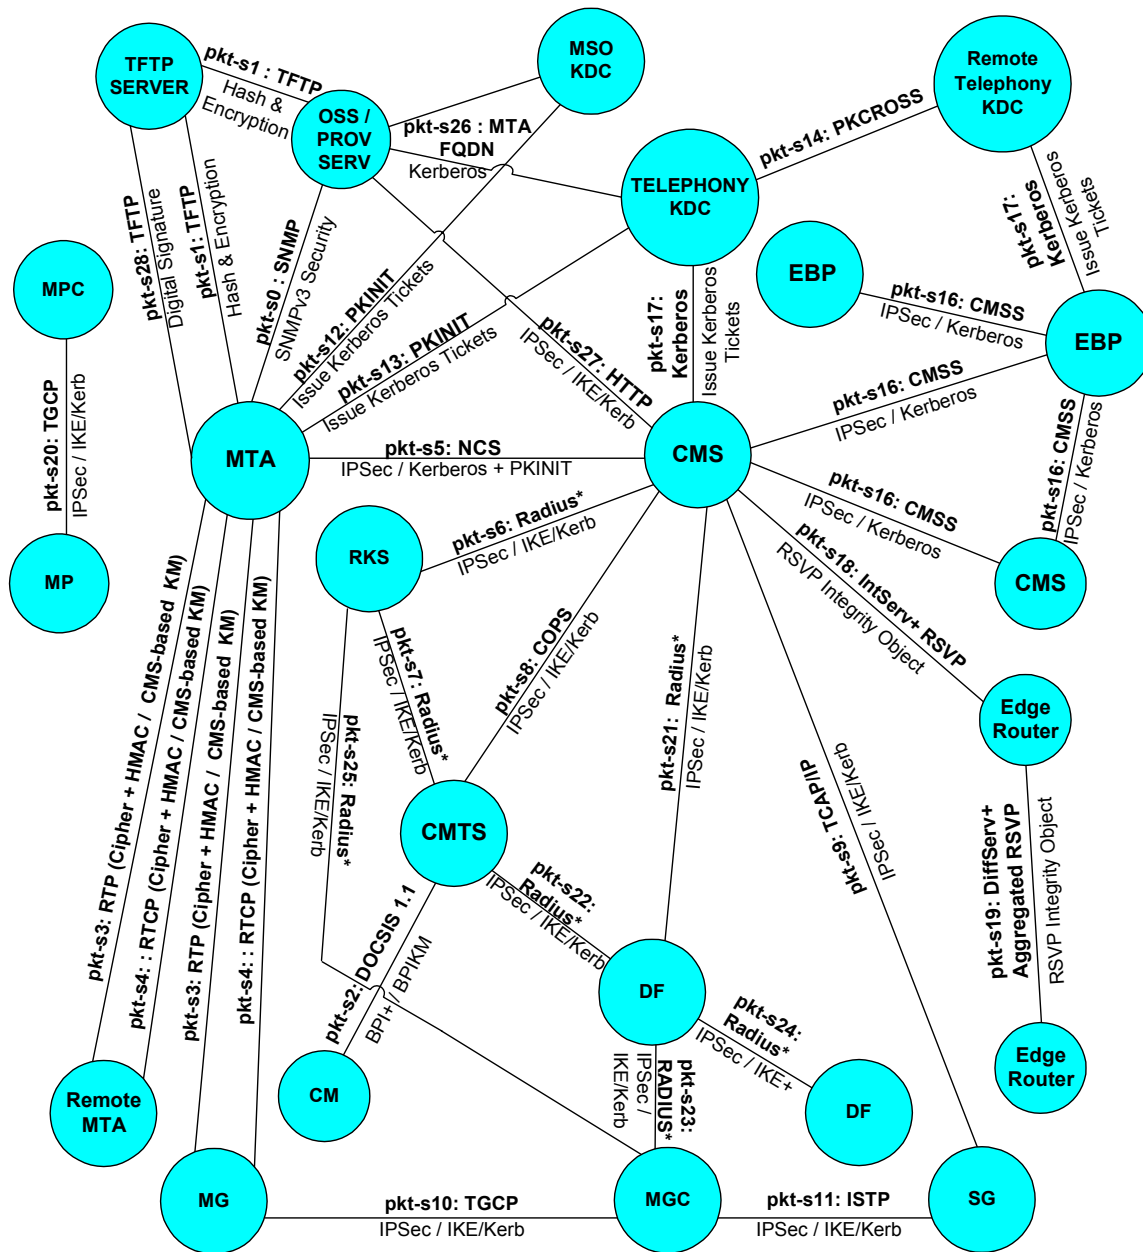 TFTP
SERVER
pkt-s1 : TFTP
Hash &
Encryption
OSS /
PROV
SERV
MSO
KDC
Remote
Telephony
KDC
pkt-s26 : MTA
FQDN
Kerberos
TELEPHONY
KDC
pkt-s14: PKCROSS
pkt-s17:
Kerberos
Issue Kerberos
Tickets
pkt-s28: TFTP
Digital Signature
pkt-s1: TFTP
Hash & Encryption
pkt-s0 : SNMP
SNMPv3 Security
pkt-s12: PKINIT
Issue Kerberos Tickets
pkt-s13: PKINIT
Issue Kerberos Tickets
pkt-s27: HTTP
IPSec / IKE/Kerb
pkt-s17:
Kerberos
Issue Kerberos
Tickets
MPC
EBP
pkt-s16: CMSS
IPSec / Kerberos
EBP
pkt-s20: TGCP
IPSec / IKE/Kerb
MTA
pkt-s5: NCS
IPSec / Kerberos + PKINIT
CMS
pkt-s16: CMSS
IPSec / Kerberos
pkt-s16: CMSS
IPSec / Kerberos
pkt-s16: CMSS
IPSec / Kerberos
MP
RKS
pkt-s6: Radius*
IPSec / IKE/Kerb
CMS
pkt-s18: IntServ+ RSVP
RSVP Integrity Object
pkt-s7: Radius*
IPSec / IKE/Kerb
pkt-s8: COPS
IPSec / IKE/Kerb
pkt-s21: Radius*
IPSec / IKE/Kerb
pkt-s25: Radius*
IPSec / IKE/Kerb
pkt-s9: TCAP/IP
IPSec / IKE/Kerb
Edge
Router
pkt-s3: RTP (Cipher + HMAC / CMS-based KM)
pkt-s4: : RTCP (Cipher + HMAC / CMS-based KM)
pkt-s3: RTP (Cipher + HMAC / CMS-based KM)
pkt-s4: : RTCP (Cipher + HMAC / CMS-based KM)
CMTS
pkt-s22:
Radius*
IPSec / IKE/Kerb
pkt-s19: DiffServ+
Aggregated RSVP
RSVP Integrity Object
pkt-s2: DOCSIS 1.1
BPI+ / BPIKM
DF
pkt-s24:
Radius*
IPSec / IKE+
pkt-s23:
RADIUS*
IPSec /
IKE/Kerb
CM
DF
Edge
Router
Remote
MTA
MG
pkt-s10: TGCP
IPSec / IKE/Kerb
MGC
pkt-s11: ISTP
IPSec / IKE/Kerb
SG